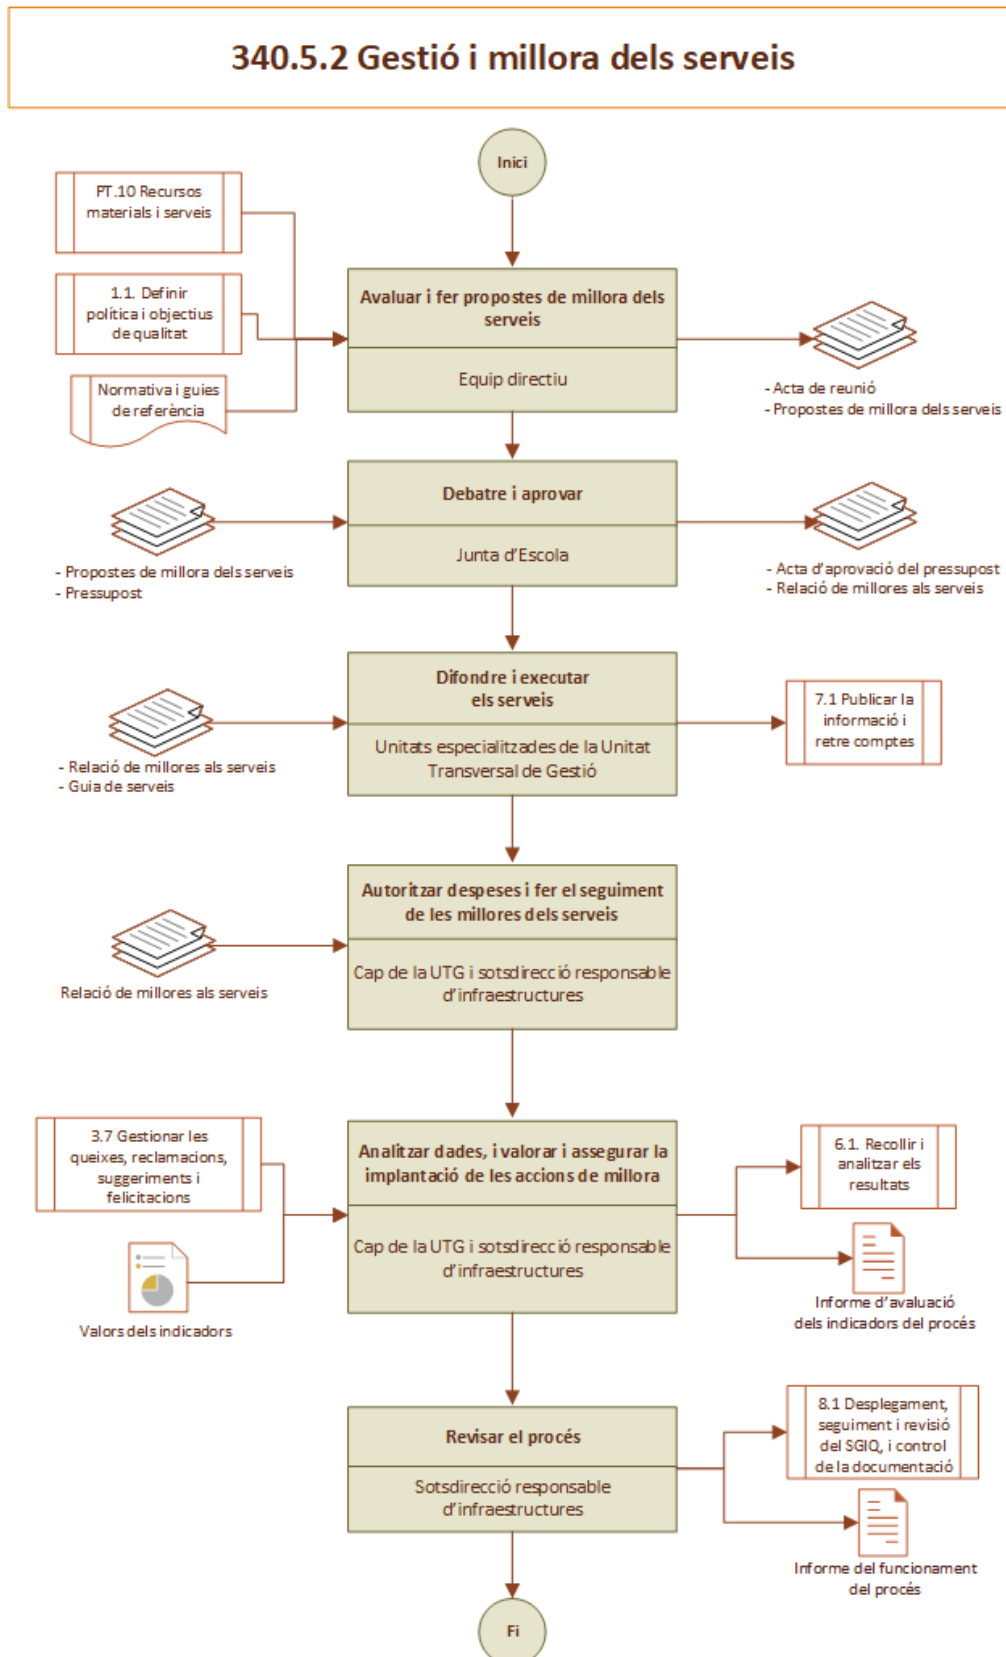 340.5.2 Gestió i millora dels serveis
Inici
PT.10 Recursos
materials i serveis
1.1. Definir
política i objectius
de qualitat
Normativa i guies
de referència
Avaluar i fer propostes de millora dels
serveis
Equip directiu
- Acta de reunió
- Propostes de millora dels serveis
Debatre i aprovar
Junta d'Escola
- Propostes de millora dels serveis
- Pressupost
- Acta d'aprovació del pressupost
- Relació de millores als serveis
Difondre i executar
els serveis
Unitats especialitzades de la Unitat
Transversal de Gestió
- Relació de millores als serveis
- Guia de serveis
7.1 Publicar la
informació i
retre comptes
Autoritzar despeses i fer el seguiment
de les millores dels serveis
Cap de la UTG i sotsdirecció responsable
d'infraestructures
Relació de millores als serveis
3.7 Gestionar les
queixes, reclamacions,
suggeriments i
felicitacions
Valors dels indicadors
Analitzar dades, i valorar i assegurar la
implantació de les accions de millora
Cap de la UTG i sotsdirecció responsable
d'infraestructures
6.1. Recollir i
analitzar els
resultats
Informe d'avaluació
dels indicadors del procés
Revisar el procés
Sotsdirecció responsable
d'infraestructures
8.1 Desplegament,
seguiment i revisió
del SGIQ, i control
de la documentació
Informe del funcionament
del procés
Fi